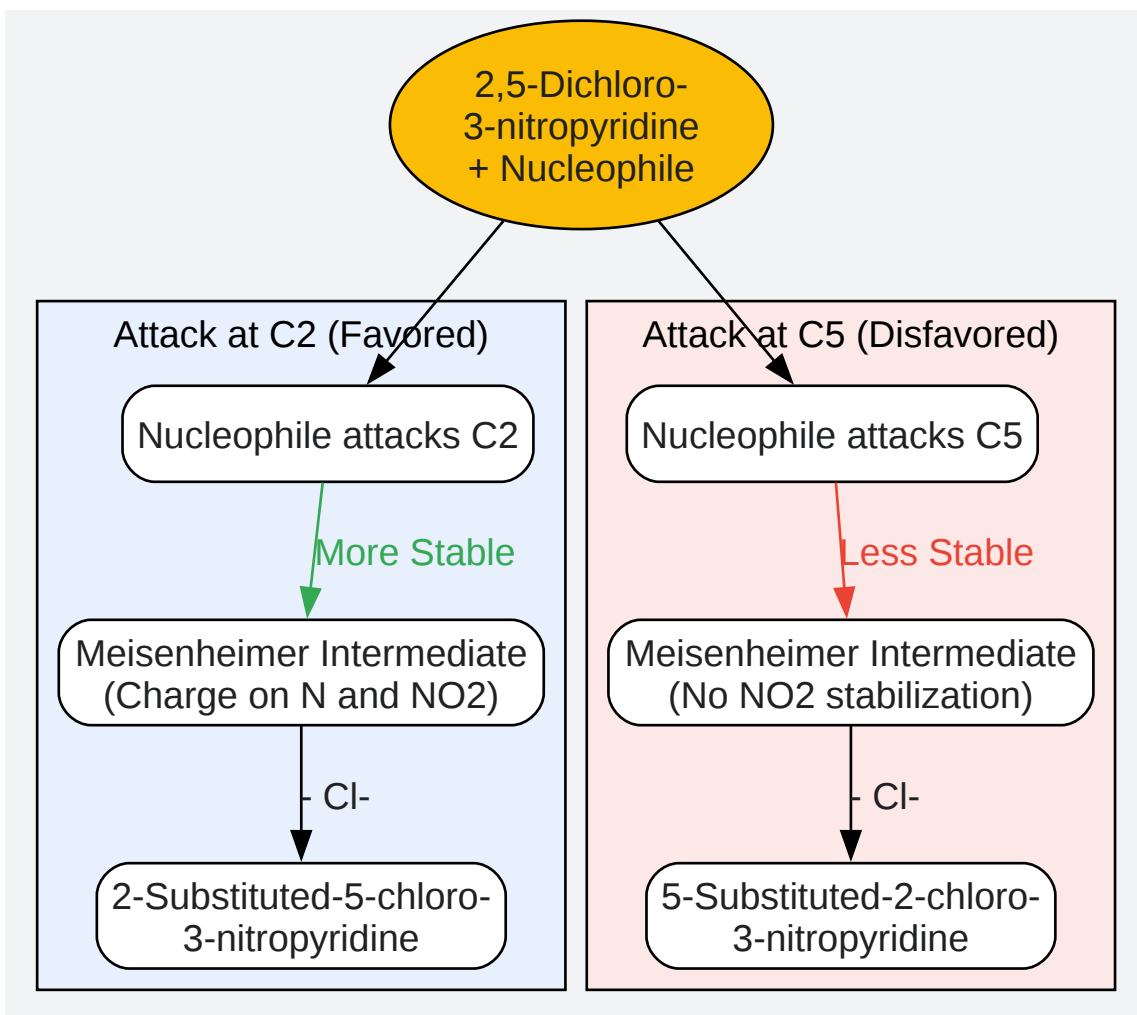 2,5-Dichloro-
3-nitropyridine
+ Nucleophile
Attack at C2 (Favored)
Nucleophile attacks C2
More Stable
Meisenheimer Intermediate
(Charge on N and NO2)
- Cl-
2-Substituted-5-chloro-
3-nitropyridine
Attack at C5 (Disfavored)
Nucleophile attacks C5
Less Stable
Meisenheimer Intermediate
(No NO2 stabilization)
- Cl-
5-Substituted-2-chloro-
3-nitropyridine